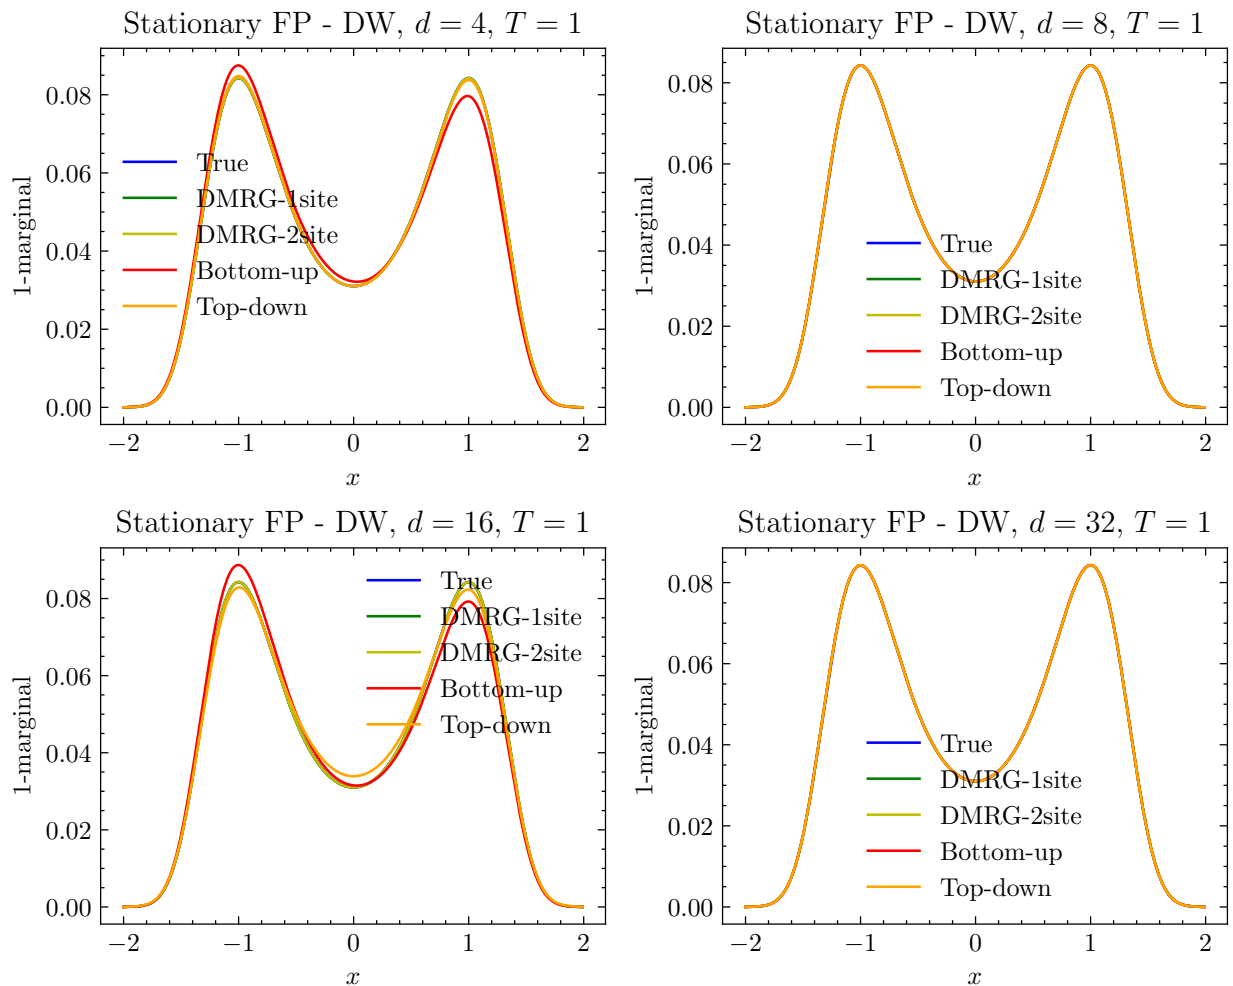 Stationary FP - DW, d = 4, T = 1
1-marginal
0.08
0.06
0.04
0.02
0.00
True
DMRG-1site
DMRG-2site
Bottom-up
Top-down
−2 −1 0 1 2
x
Stationary FP - DW, d = 8, T = 1
1-marginal
0.08
0.06
0.04
0.02
0.00
True
DMRG-1site
DMRG-2site
Bottom-up
Top-down
−2 −1 0 1 2
x
Stationary FP - DW, d = 16, T = 1
1-marginal
0.08
0.06
0.04
0.02
0.00
True
DMRG-1site
DMRG-2site
Bottom-up
Top-down
−2 −1 0 1 2
x
Stationary FP - DW, d = 32, T = 1
1-marginal
0.08
0.06
0.04
0.02
0.00
True
DMRG-1site
DMRG-2site
Bottom-up
Top-down
−2 −1 0 1 2
x